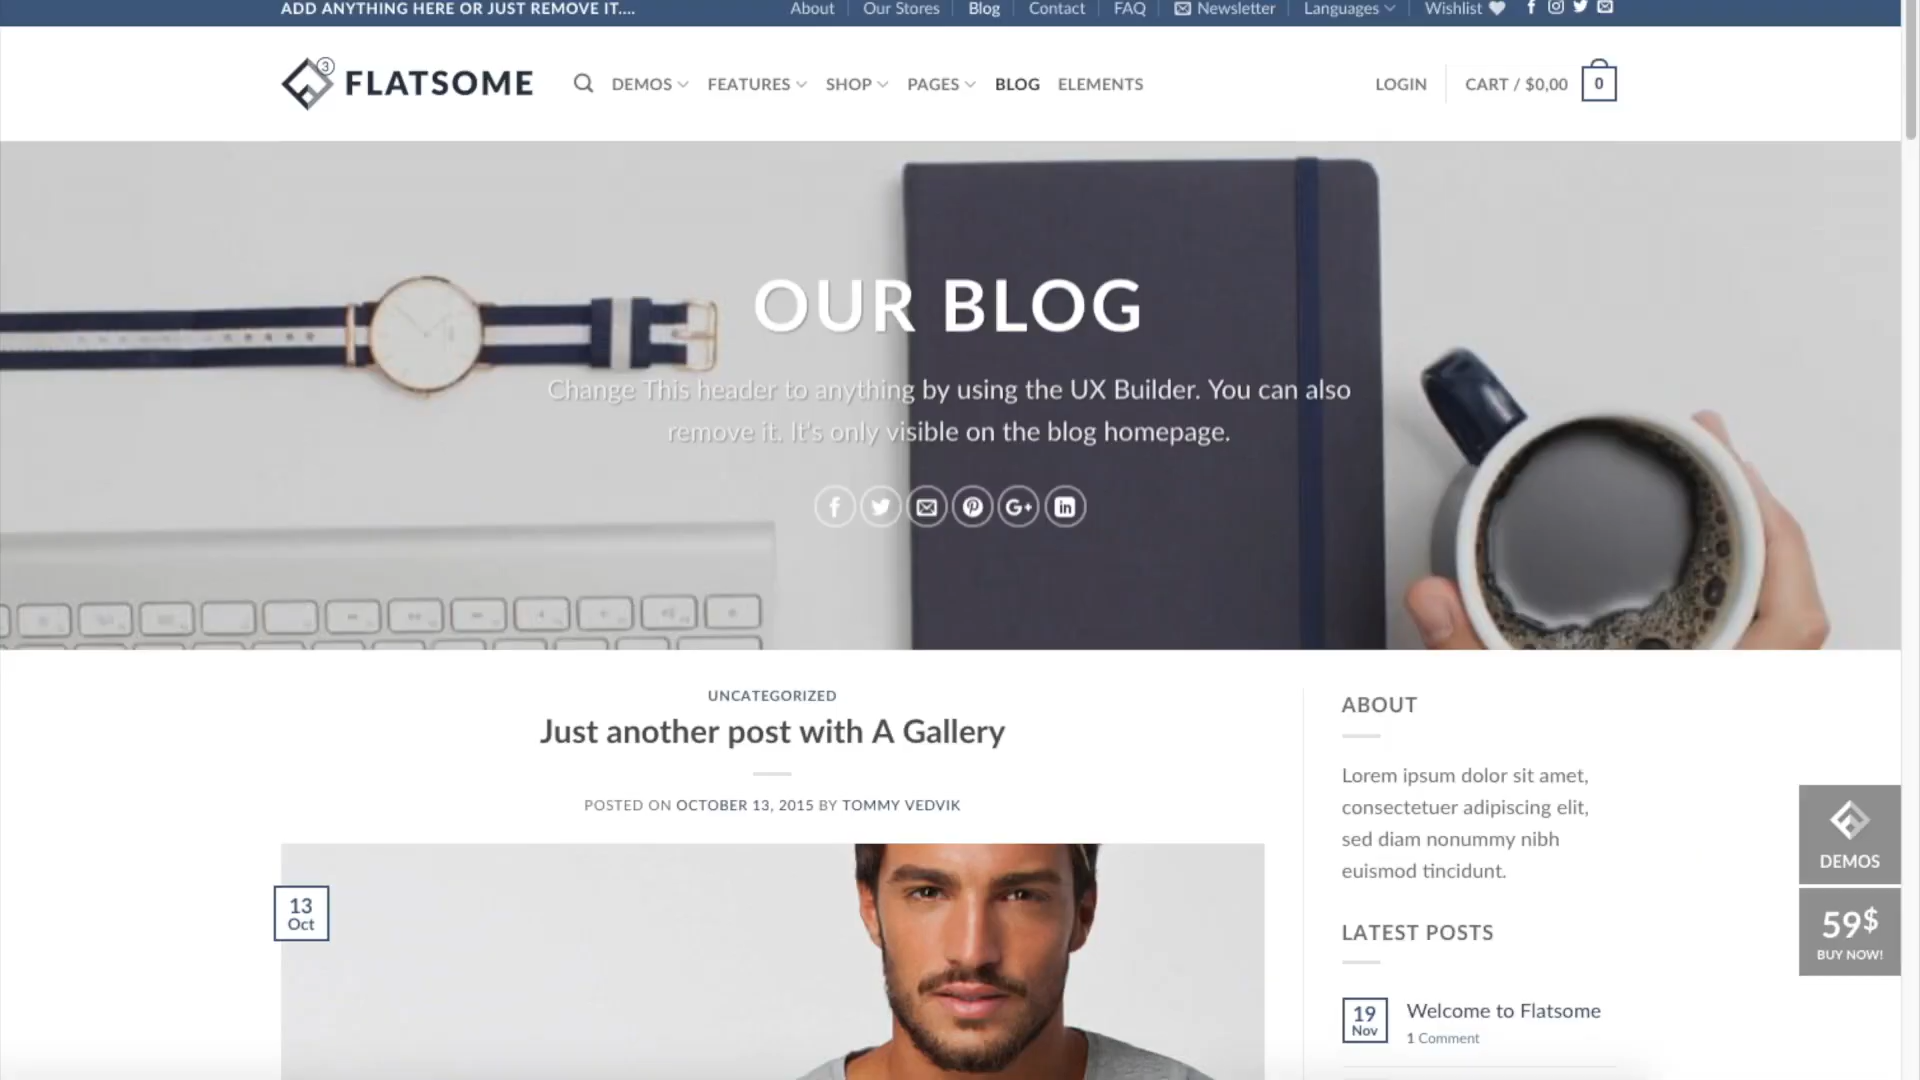 ADD ANYTHING HERE OR JUST REMOVE IT....
About
Our Stores
Blog
Contact
FAQ
Newsletter
Languages
Wishlist
3
FLATSOME
DEMOS
FEATURES
SHOP
PAGES
BLOG
ELEMENTS
LOGIN
CART / $0,00
0
OUR BLOG
Change This header to anything by using the UX Builder. You can also
remove it. It's only visible on the blog homepage.
UNCATEGORIZED
Just another post with A Gallery
POSTED ON OCTOBER 13, 2015 BY TOMMY VEDVIK
13
Oct
ABOUT
Lorem ipsum dolor sit amet,
consectetuer adipiscing elit,
sed diam nonummy nibh
euismod tincidunt.
LATEST POSTS
19
Nov
Welcome to Flatsome
1 Comment
DEMOS
59$
BUY NOW!